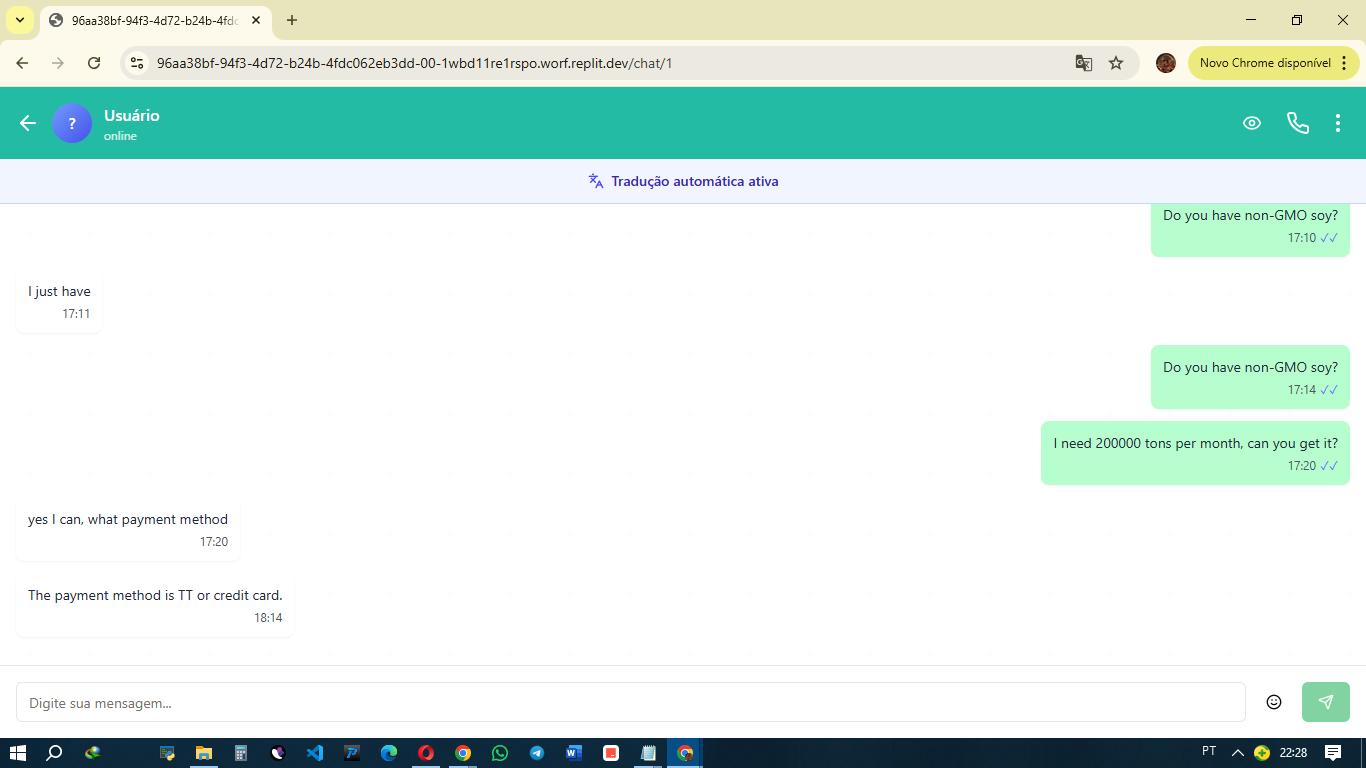 96aa38bf-94f3-4d72-b24b-4fdc
96aa38bf-94f3-4d72-b24b-4fdc062eb3dd-00-1wbd11re1rspo.worf.replit.dev/chat/1
Novo Chrome disponível
?
Usuário
online
Tradução automática ativa
Do you have non-GMO soy?
17:10
I just have
17:11
Do you have non-GMO soy?
17:14
I need 200000 tons per month, can you get it?
17:20
yes I can, what payment method
17:20
The payment method is TT or credit card.
18:14
Digite sua mensagem...
PT
22:28